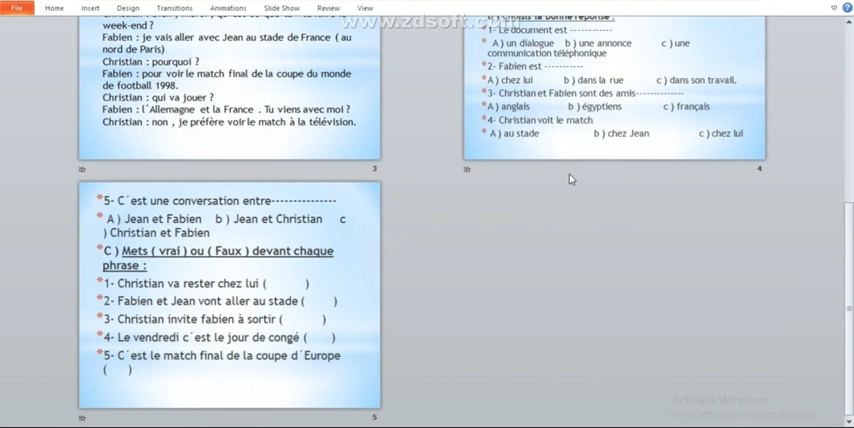 File Home Insert Design Transitions Animations Slide Show Review View
www.zdsoft.com
week-end ?
Fabien : je vais aller avec Jean au stade de France ( au
nord de Paris)
Christian : pourquoi ?
Fabien : pour voir le match final de la coupe du monde
de football 1998.
Christian : qui va jouer ?
Fabien : l´Allemagne et la France . Tu viens avec moi ?
Christian : non , je préfère voir le match à la télévision.
3
B ) Choisis la bonne réponse :
*1- Le document est ------------
* A ) un dialogue b ) une annonce c ) une
communication téléphonique
*2- Fabien est -----------
*A ) chez lui b ) dans la rue c ) dans son travail.
*3- Christian et Fabien sont des amis-------------
*A ) anglais b ) égyptiens c ) français
*4- Christian voit le match
* A ) au stade b ) chez Jean c ) chez lui
4
*5- C´est une conversation entre---------------
* A ) Jean et Fabien b ) Jean et Christian c
) Christian et Fabien
*C ) Mets ( vrai ) ou ( Faux ) devant chaque
phrase :
*1- Christian va rester chez lui ( )
*2- Fabien et Jean vont aller au stade ( )
*3- Christian invite fabien à sortir ( )
*4- Le vendredi c´est le jour de congé ( )
*5- C´est le match final de la coupe d´Europe
( )
5
Activate Windows
Go to Settings to activate Windows.